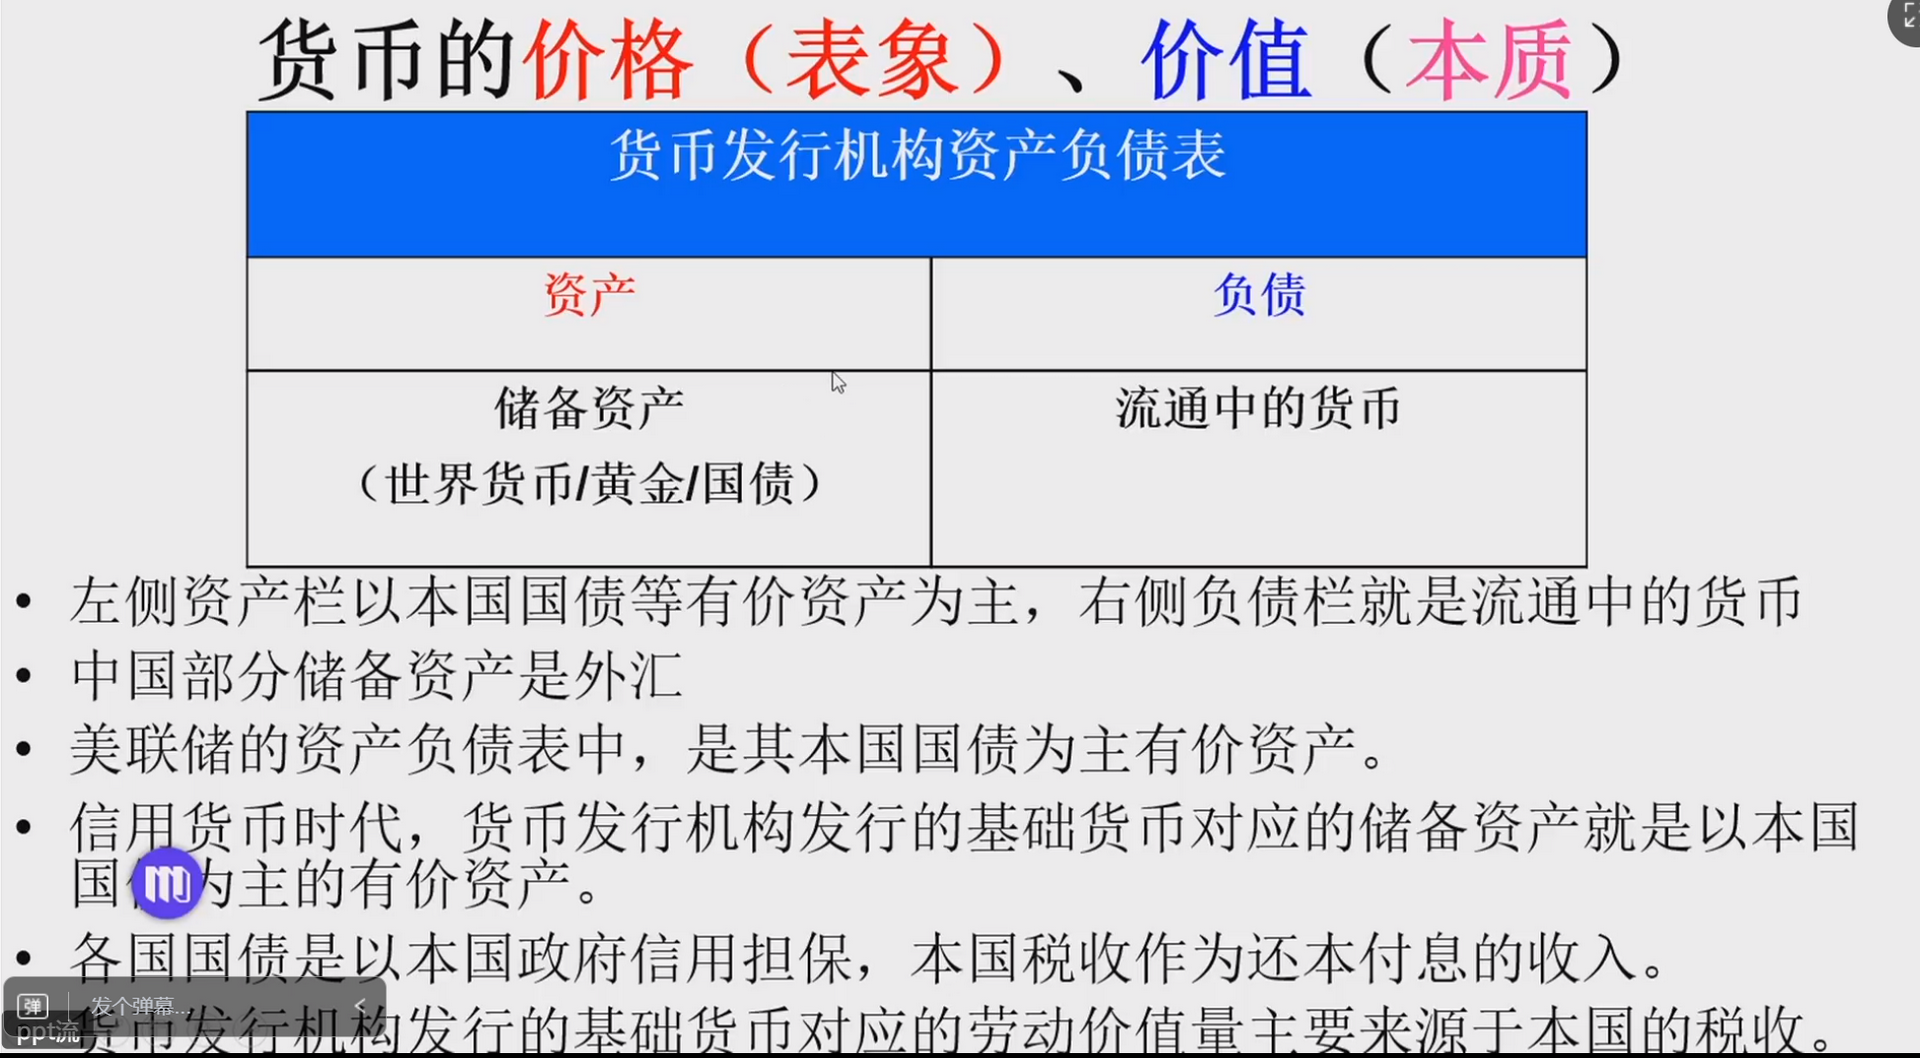 货币的价格（表象）、价值（本质）
货币发行机构资产负债表
资产
负债
储备资产
（世界货币/黄金/国债）
流通中的货币
• 左侧资产栏以本国国债等有价资产为主，右侧负债栏就是流通中的货币
• 中国部分储备资产是外汇
• 美联储的资产负债表中，是其本国国债为主有价资产。
• 信用货币时代，货币发行机构发行的基础货币对应的储备资产就是以本国
国 为主的有价资产。
• 各国国债是以本国政府信用担保，本国税收作为还本付息的收入。
弹 发个弹幕...
ppt流
货币发行机构发行的基础货币对应的劳动价值量主要来源于本国的税收。